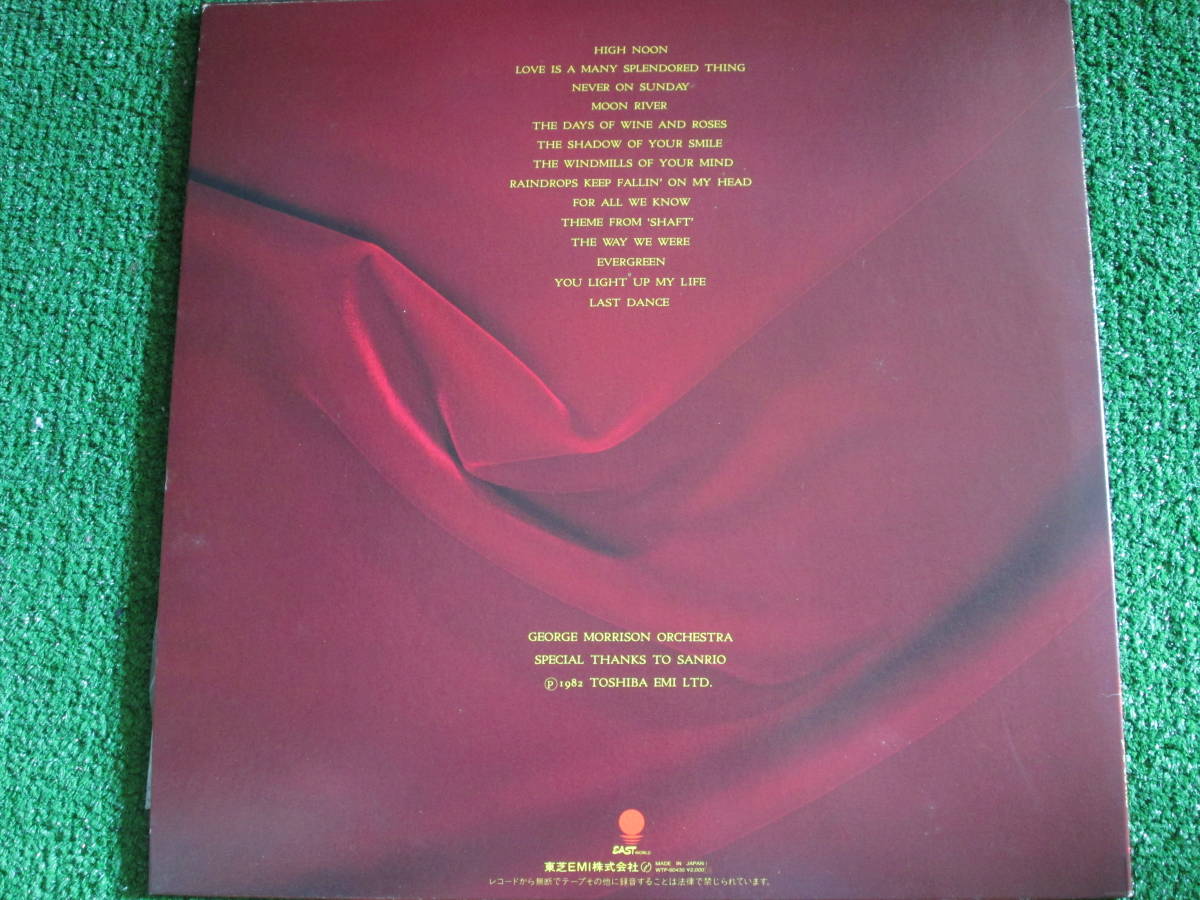 HIGH NOON
LOVE IS A MANY SPLENDORED THING
NEVER ON SUNDAY
MOON RIVER
THE DAYS OF WINE AND ROSES
THE SHADOW OF YOUR SMILE
THE WINDMILLS OF YOUR MIND
RAINDROPS KEEP FALLIN' ON MY HEAD
FOR ALL WE KNOW
THEME FROM 'SHAFT'
THE WAY WE WERE
EVERGREEN
YOU LIGHT UP MY LIFE
LAST DANCE
GEORGE MORRISON ORCHESTRA
SPECIAL THANKS TO SANRIO
Ⓟ1982 TOSHIBA EMI LTD.
EAST WORLD
東芝EMI株式会社 MADE IN JAPAN
WTP-90430 ¥2,000
レコードから無断でテープその他に録音することは法律で禁じられています。